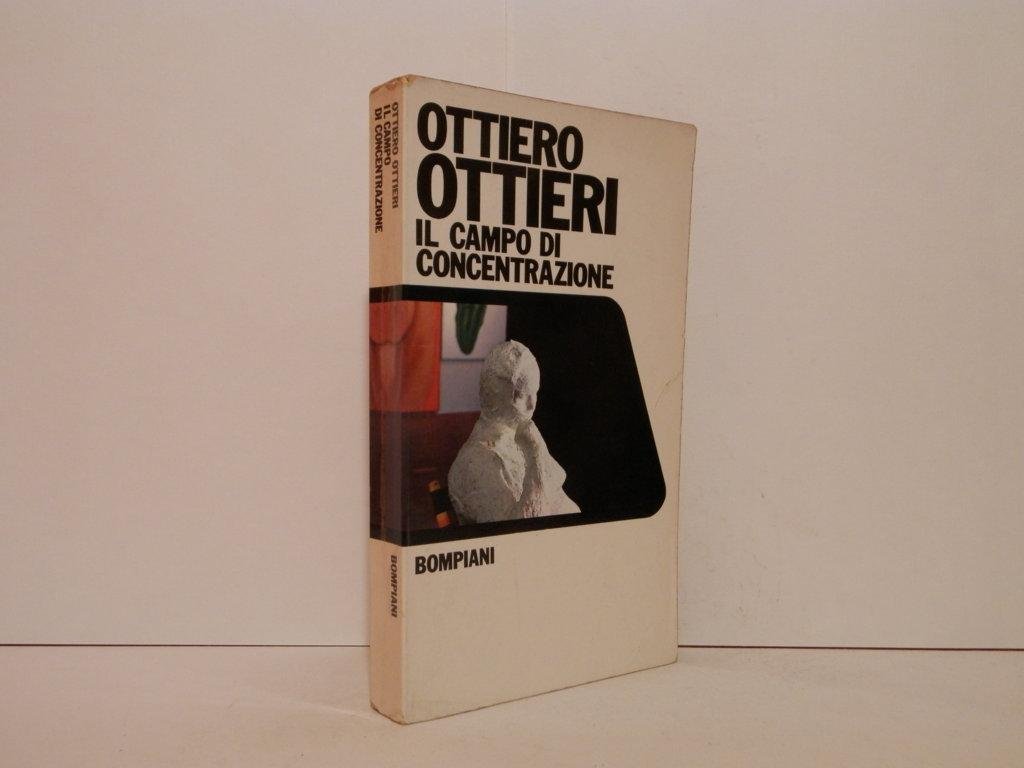 OTTIERO OTTIERI
IL CAMPO
DI CONCENTRAZIONE
BOMPIANI
OTTIERO
OTTIERI
IL CAMPO DI
CONCENTRAZIONE
BOMPIANI